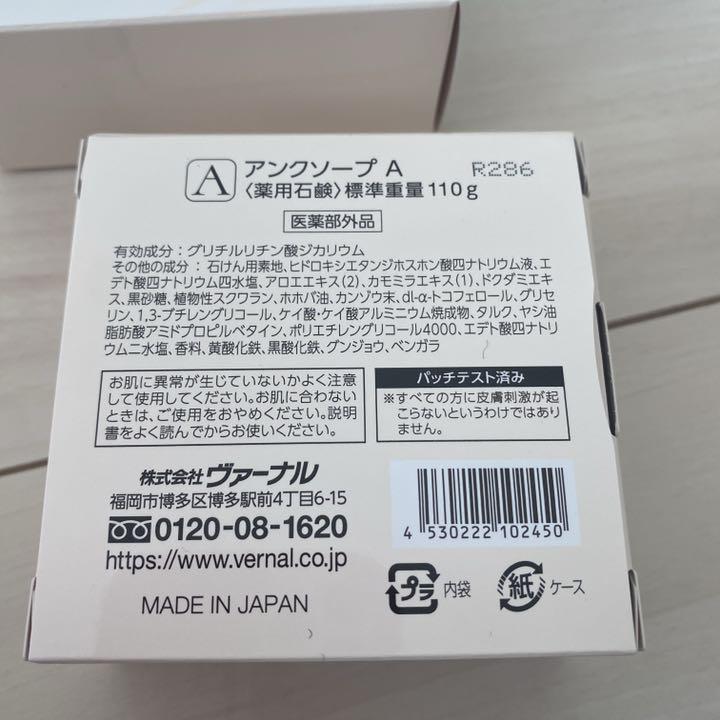 A アンクソープ A R286
〈薬用石鹸〉標準重量110g
医薬部外品
有効成分：グリチルリチン酸ジカリウム
その他の成分：石けん用素地、ヒドロキシエタンジホスホン酸四ナトリウム液、エ
デト酸四ナトリウム四水塩、アロエエキス(2)、カモミラエキス(1)、ドクダミエキ
ス、黒砂糖、植物性スクワラン、ホホバ油、カンゾウ末、dl-α-トコフェロール、グリセ
リン、1,3-ブチレングリコール、ケイ酸・ケイ酸アルミニウム焼成物、タルク、ヤシ油
脂肪酸アミドプロピルベタイン、ポリエチレングリコール4000、エデト酸四ナトリ
ウム二水塩、香料、黄酸化鉄、黒酸化鉄、グンジョウ、ベンガラ
お肌に異常が生じていないかよく注意
して使用してください。お肌に合わない
ときは、ご使用をおやめください。説明
書をよく読んでからお使いください。
パッチテスト済み
※すべての方に皮膚刺激が起
こらないというわけではあり
ません。
株式会社ヴァーナル
福岡市博多区博多駅前4丁目6-15
0120-08-1620
https://www.vernal.co.jp
MADE IN JAPAN
4 530222 102450
プラ 内袋
紙 ケース